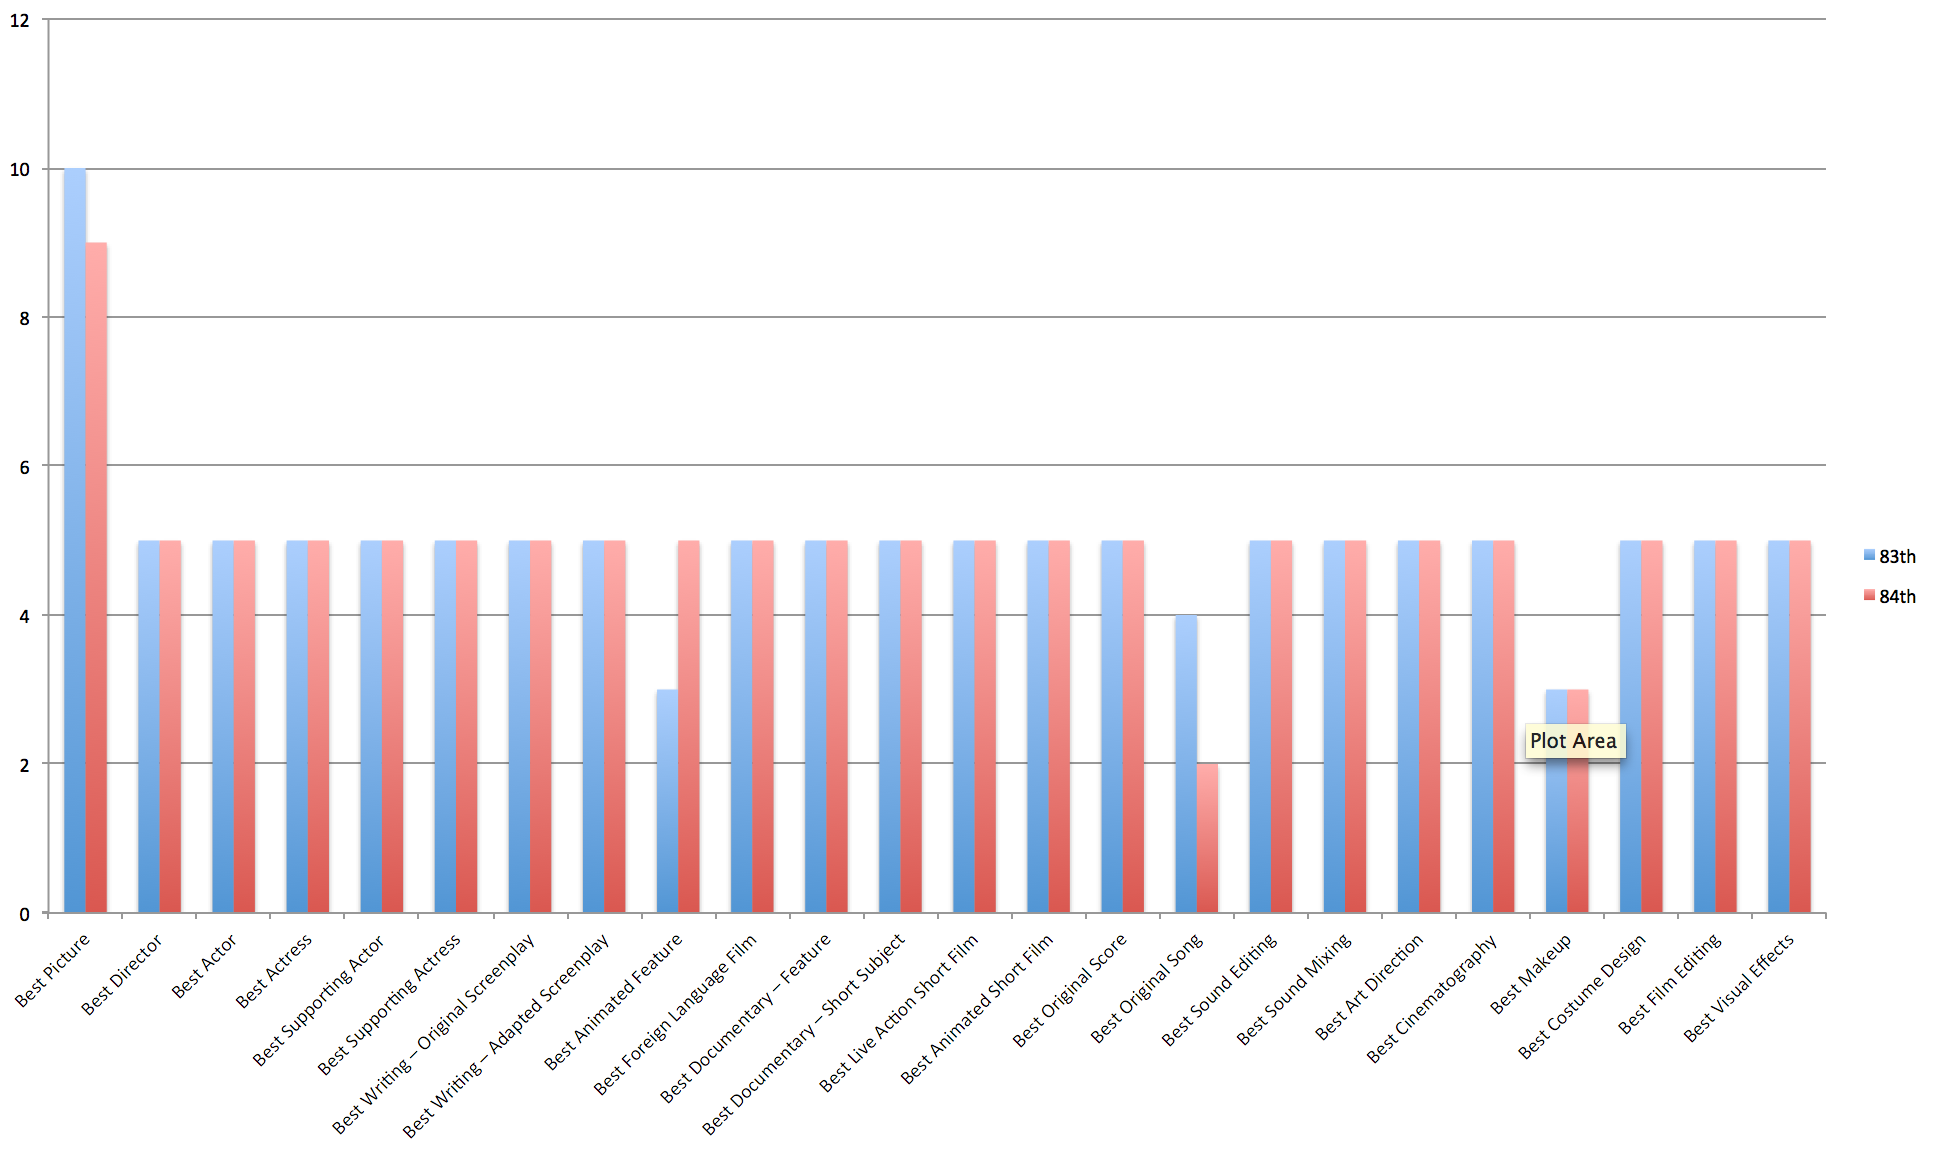 12
10
8
6
4
2
0
Best Picture
Best Director
Best Actor
Best Actress
Best Supporting Actor
Best Supporting Actress
Best Writing – Original Screenplay
Best Writing – Adapted Screenplay
Best Animated Feature
Best Foreign Language Film
Best Documentary – Feature
Best Documentary – Short Subject
Best Live Action Short Film
Best Animated Short Film
Best Original Score
Best Original Song
Best Sound Editing
Best Sound Mixing
Best Art Direction
Best Cinematography
Best Makeup
Best Costume Design
Best Film Editing
Best Visual Effects
Plot Area
83th
84th